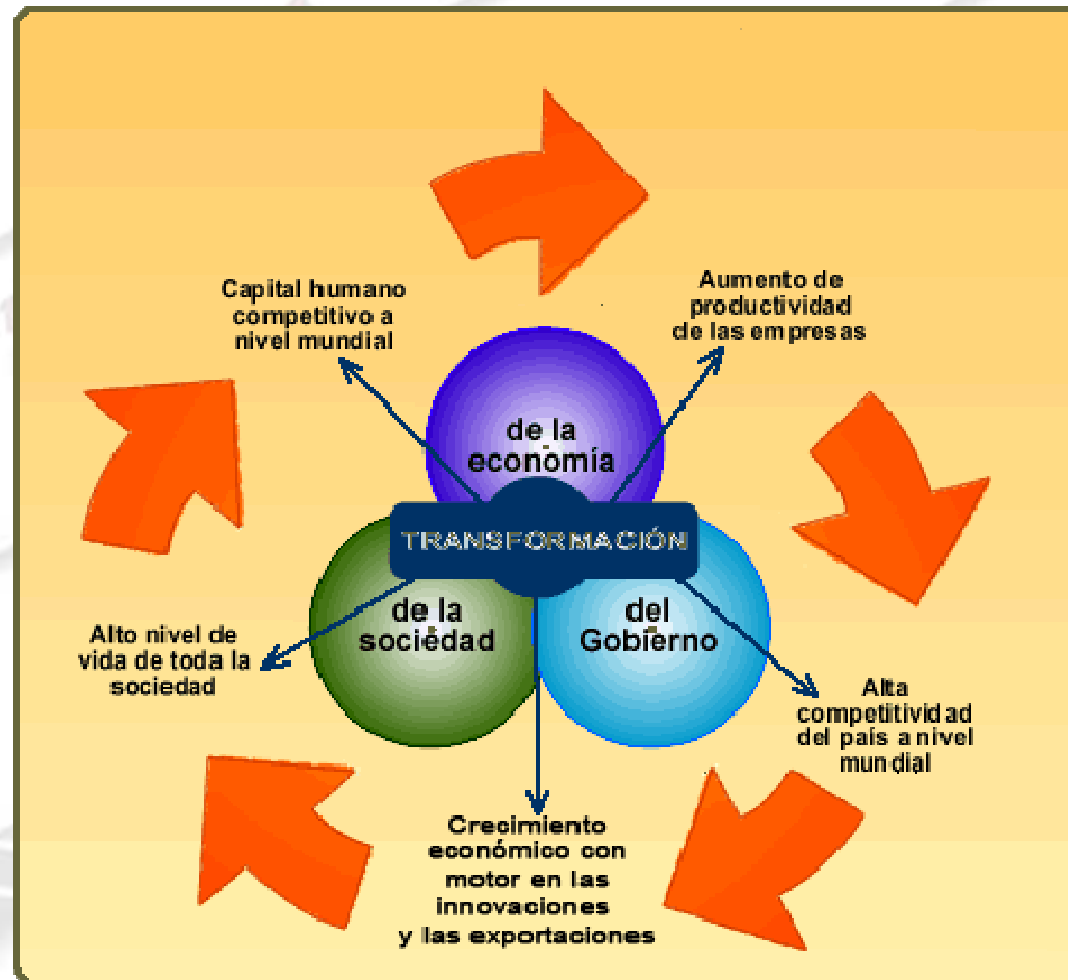 Capital humano
competitivo a
nivel mundial
Aumento de
productividad
de las empresas
de la
economía
TRANSFORMACIÓN
de la
sociedad
del
Gobierno
Alto nivel de
vida de toda la
sociedad
Alta
competitividad
del país a nivel
mundial
Crecimiento
económico con
motor en las
innovaciones
y las exportaciones